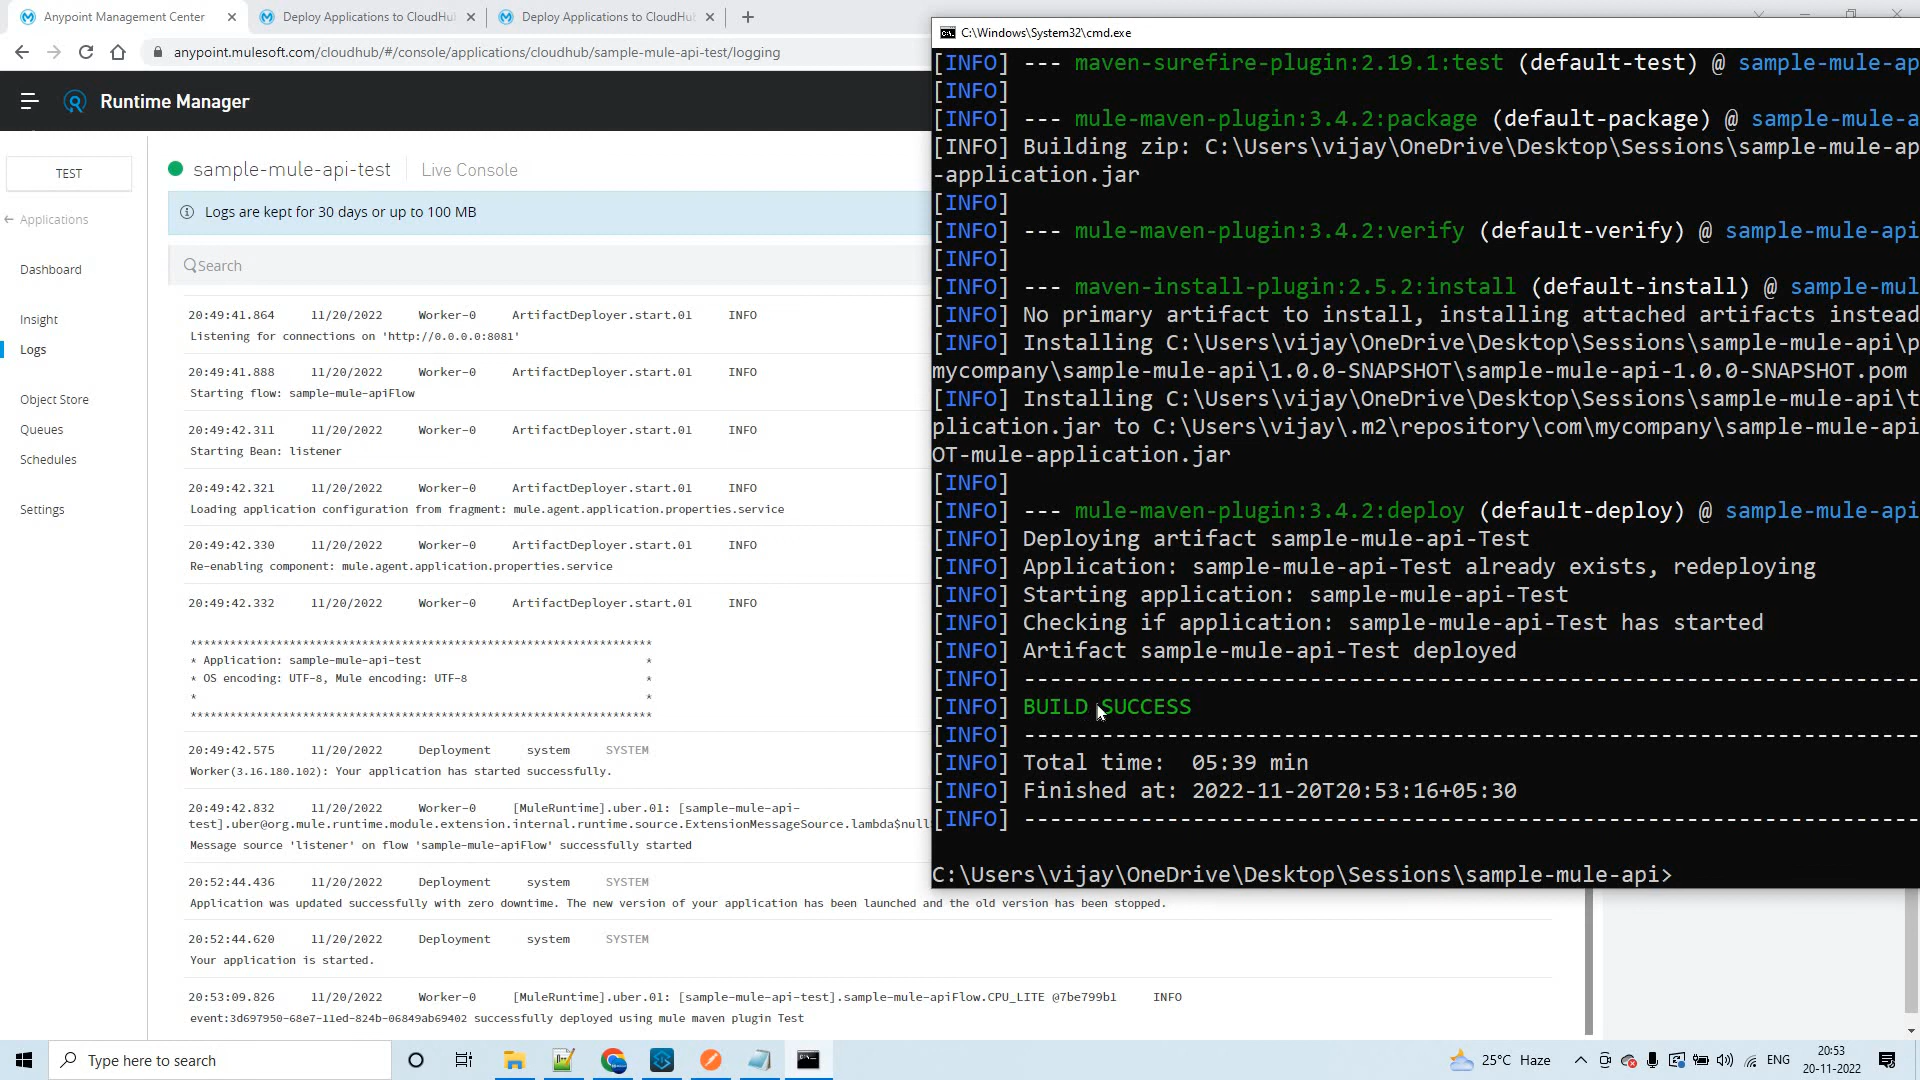 Anypoint Management Center
Deploy Applications to CloudHu
Deploy Applications to CloudHu
anypoint.mulesoft.com/cloudhub/#/console/applications/cloudhub/sample-mule-api-test/logging
Runtime Manager
TEST
Applications
Dashboard
Insight
Logs
Object Store
Queues
Schedules
Settings
sample-mule-api-test
Live Console
Logs are kept for 30 days or up to 100 MB
Search
20:49:41.864 11/20/2022 Worker-0 ArtifactDeployer.start.01 INFO
Listening for connections on 'http://0.0.0.0:8081'
20:49:41.888 11/20/2022 Worker-0 ArtifactDeployer.start.01 INFO
Starting flow: sample-mule-apiFlow
20:49:42.311 11/20/2022 Worker-0 ArtifactDeployer.start.01 INFO
Starting Bean: listener
20:49:42.321 11/20/2022 Worker-0 ArtifactDeployer.start.01 INFO
Loading application configuration from fragment: mule.agent.application.properties.service
20:49:42.330 11/20/2022 Worker-0 ArtifactDeployer.start.01 INFO
Re-enabling component: mule.agent.application.properties.service
20:49:42.332 11/20/2022 Worker-0 ArtifactDeployer.start.01 INFO
**********************************************************************
* Application: sample-mule-api-test *
* OS encoding: UTF-8, Mule encoding: UTF-8 *
* *
**********************************************************************
20:49:42.575 11/20/2022 Deployment system SYSTEM
Worker(3.16.180.102): Your application has started successfully.
20:49:42.832 11/20/2022 Worker-0 [MuleRuntime].uber.01: [sample-mule-api-
test].uber@org.mule.runtime.module.extension.internal.runtime.source.ExtensionMessageSource.lambda$null
Message source 'listener' on flow 'sample-mule-apiFlow' successfully started
20:52:44.436 11/20/2022 Deployment system SYSTEM
Application was updated successfully with zero downtime. The new version of your application has been launched and the old version has been stopped.
20:52:44.620 11/20/2022 Deployment system SYSTEM
Your application is started.
20:53:09.826 11/20/2022 Worker-0 [MuleRuntime].uber.01: [sample-mule-api-test].sample-mule-apiFlow.CPU_LITE @7be799b1 INFO
event:3d697950-68e7-11ed-824b-06849ab69402 successfully deployed using mule maven plugin Test
C:\Windows\System32\cmd.exe
[INFO] --- maven-surefire-plugin:2.19.1:test (default-test) @ sample-mule-ap
[INFO]
[INFO] --- mule-maven-plugin:3.4.2:package (default-package) @ sample-mule-a
[INFO] Building zip: C:\Users\vijay\OneDrive\Desktop\Sessions\sample-mule-ap
-application.jar
[INFO]
[INFO] --- mule-maven-plugin:3.4.2:verify (default-verify) @ sample-mule-api
[INFO]
[INFO] --- maven-install-plugin:2.5.2:install (default-install) @ sample-mul
[INFO] No primary artifact to install, installing attached artifacts instead
[INFO] Installing C:\Users\vijay\OneDrive\Desktop\Sessions\sample-mule-api\p
mycompany\sample-mule-api\1.0.0-SNAPSHOT\sample-mule-api-1.0.0-SNAPSHOT.pom
[INFO] Installing C:\Users\vijay\OneDrive\Desktop\Sessions\sample-mule-api\t
plication.jar to C:\Users\vijay\.m2\repository\com\mycompany\sample-mule-api
OT-mule-application.jar
[INFO]
[INFO] --- mule-maven-plugin:3.4.2:deploy (default-deploy) @ sample-mule-api
[INFO] Deploying artifact sample-mule-api-Test
[INFO] Application: sample-mule-api-Test already exists, redeploying
[INFO] Starting application: sample-mule-api-Test
[INFO] Checking if application: sample-mule-api-Test has started
[INFO] Artifact sample-mule-api-Test deployed
[INFO] ---------------------------------------------------------------------
[INFO] BUILD SUCCESS
[INFO] ---------------------------------------------------------------------
[INFO] Total time: 05:39 min
[INFO] Finished at: 2022-11-20T20:53:16+05:30
[INFO] ---------------------------------------------------------------------
C:\Users\vijay\OneDrive\Desktop\Sessions\sample-mule-api>
Type here to search
25°C Haze
ENG
20:53
20-11-2022